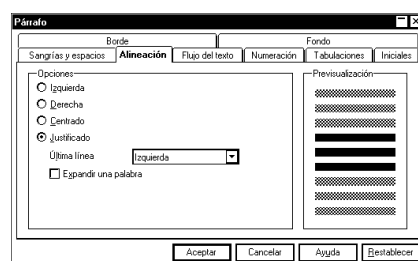 Párrafo
Borde Fondo
Sangrías y espacios Alineación Flujo del texto Numeración Tabulaciones Iniciales
Opciones
Izquierda
Derecha
Centrado
Justificado
Última línea Izquierda
Expandir una palabra
Previsualización
Aceptar Cancelar Ayuda Restablecer